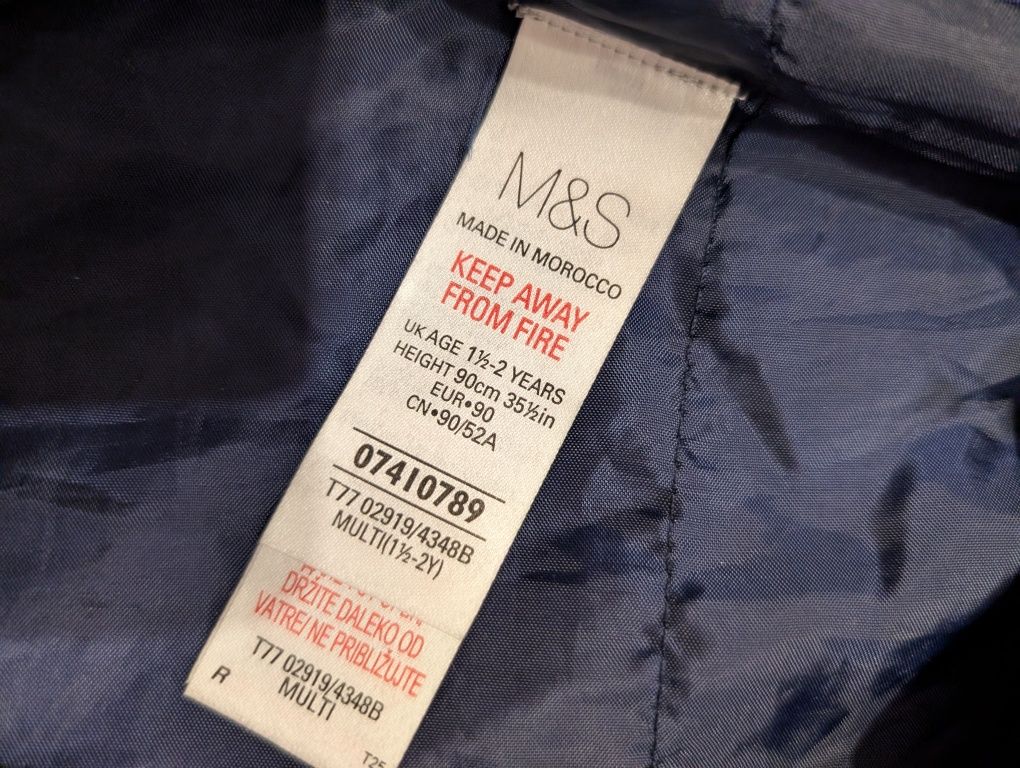 M&S
MADE IN MOROCCO
KEEP AWAY
FROM FIRE
UK AGE 1½-2 YEARS
HEIGHT 90cm 35½in
EUR•90
CN•90/52A
07410789
T77 02919/4348B
MULTI(1½-2Y)
DRŽITE DALEKO OD
VATRE/ NE PRIBLIŽUJTE
T77 02919/4348B
MULTI
R
T25